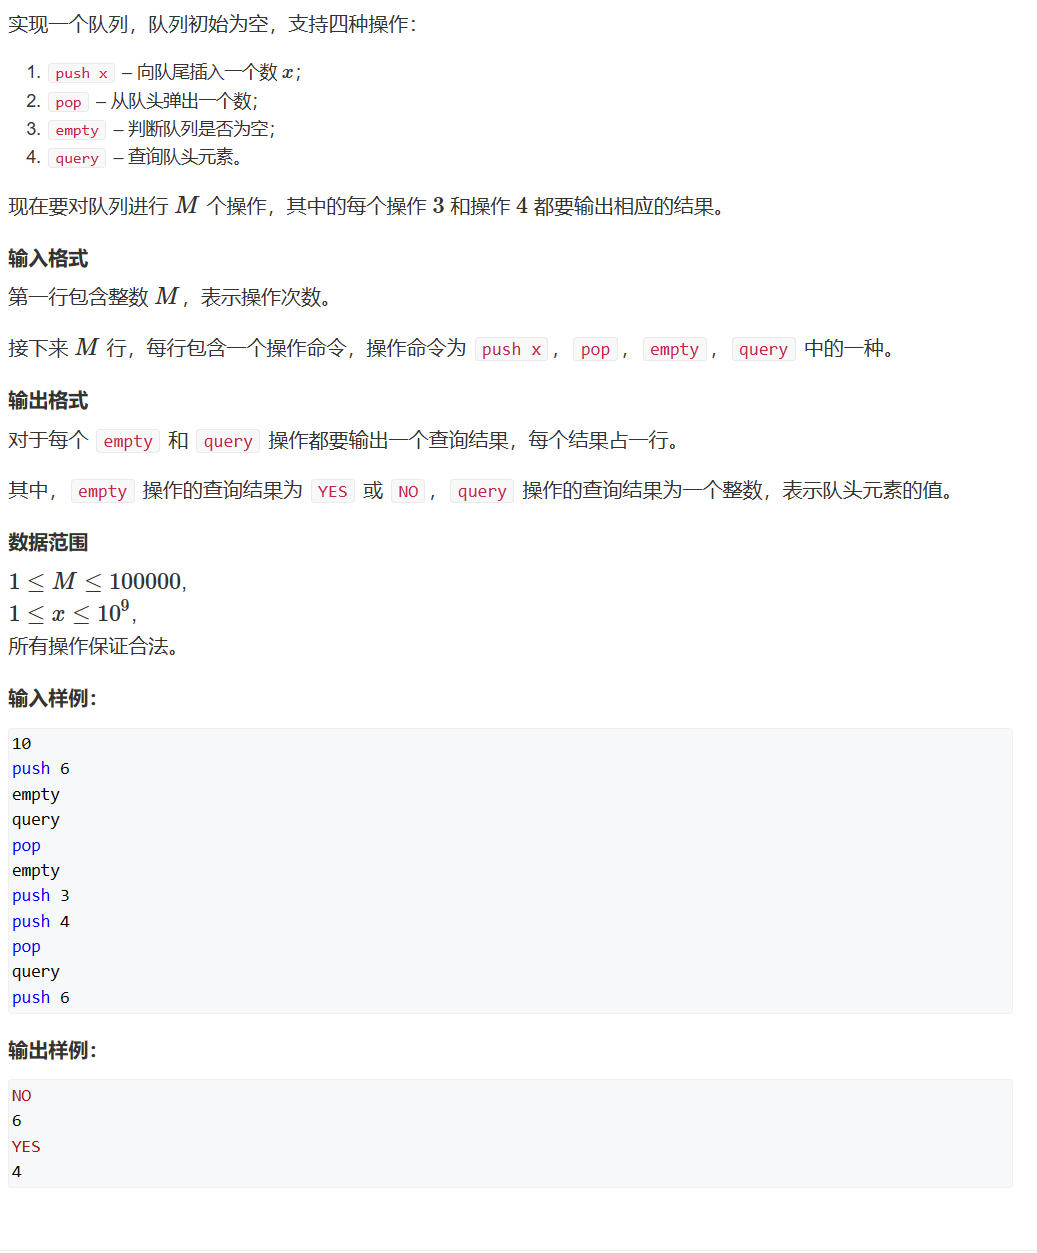 实现一个队列，队列初始为空，支持四种操作：
1. push x – 向队尾插入一个数 x；
2. pop – 从队头弹出一个数；
3. empty – 判断队列是否为空；
4. query – 查询队头元素。
现在要对队列进行 M 个操作，其中的每个操作 3 和操作 4 都要输出相应的结果。
输入格式
第一行包含整数 M，表示操作次数。
接下来 M 行，每行包含一个操作命令，操作命令为 push x，pop，empty，query 中的一种。
输出格式
对于每个 empty 和 query 操作都要输出一个查询结果，每个结果占一行。
其中，empty 操作的查询结果为 YES 或 NO，query 操作的查询结果为一个整数，表示队头元素的值。
数据范围
1 ≤ M ≤ 100000,
1 ≤ x ≤ 10⁹,
所有操作保证合法。
输入样例：
10
push 6
empty
query
pop
empty
push 3
push 4
pop
query
push 6
输出样例：
NO
6
YES
4